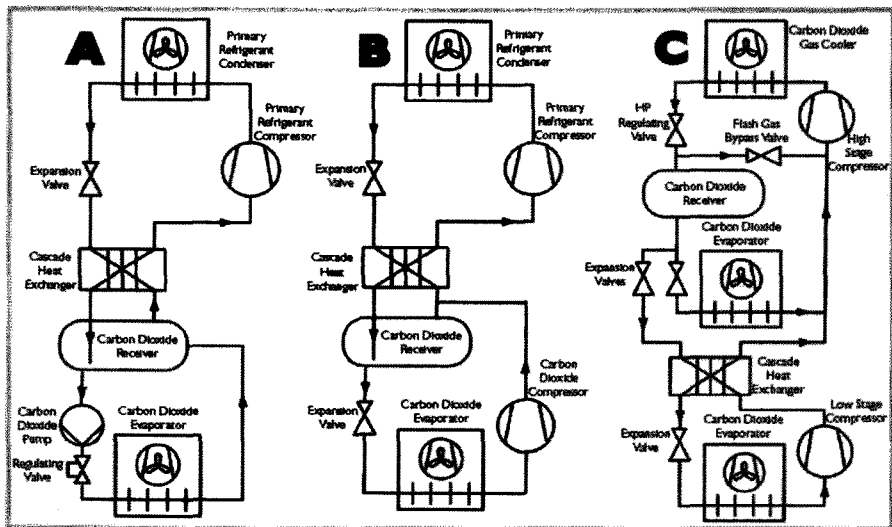 A
Primary
Refrigerant
Condenser
Primary
Refrigerant
Compressor
Expansion
Valve
Cascade
Heat
Exchanger
Carbon Dioxide
Receiver
Carbon
Dioxide
Pump
Carbon Dioxide
Evaporator
Regulating
Valve
B
Primary
Refrigerant
Condenser
Primary
Refrigerant
Compressor
Expansion
Valve
Cascade
Heat
Exchanger
Carbon Dioxide
Receiver
Carbon
Dioxide
Compressor
Expansion
Valve
Carbon Dioxide
Evaporator
C
Carbon Dioxide
Gas Cooler
HP
Regulating
Valve
Flash Gas
Bypass Valve
High
Stage
Compressor
Carbon Dioxide
Receiver
Carbon Dioxide
Evaporator
Expansion
Valves
Cascade
Heat
Exchanger
Carbon Dioxide
Evaporator
Low Stage
Compressor
Expansion
Valve